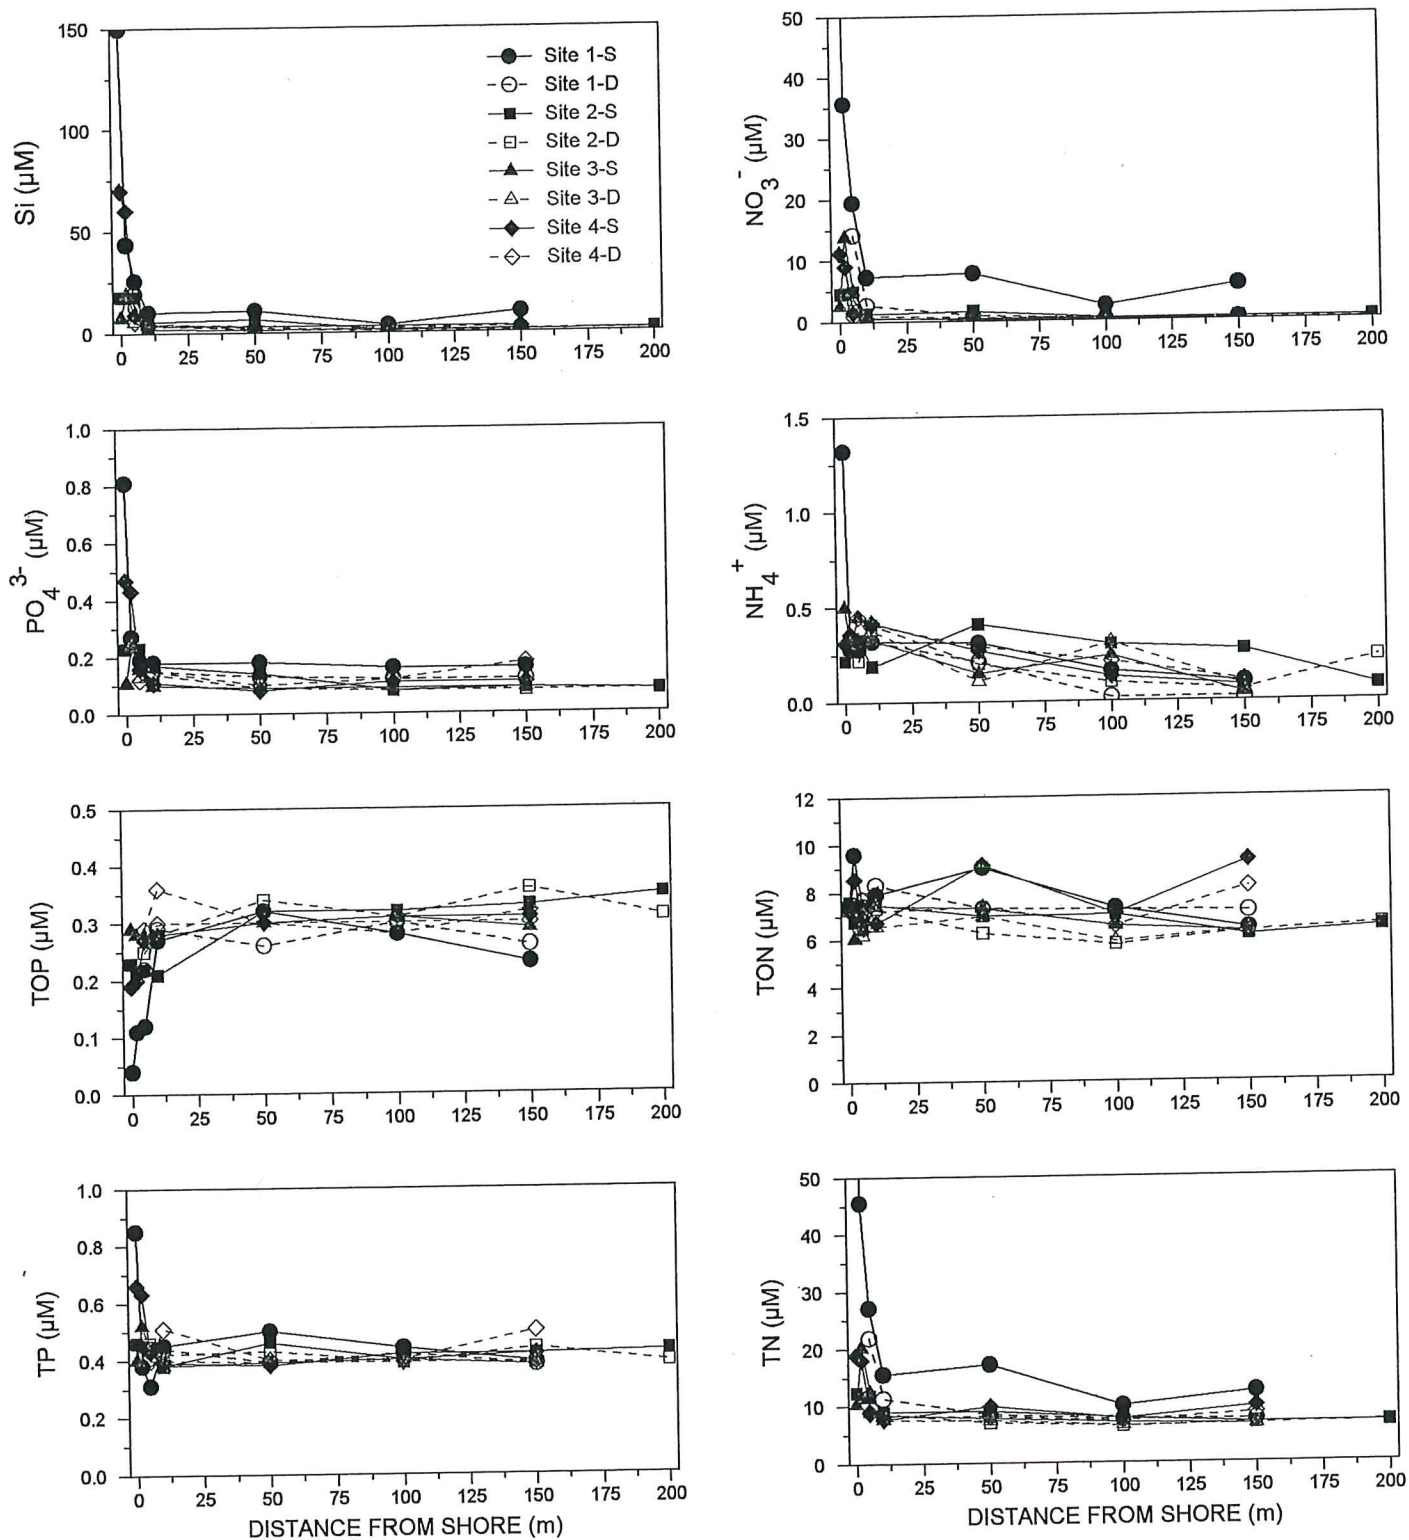 Si (µM)
150
100
50
0
0 25 50 75 100 125 150 175 200
Site 1-S
Site 1-D
Site 2-S
Site 2-D
Site 3-S
Site 3-D
Site 4-S
Site 4-D
NO₃⁻ (µM)
50
40
30
20
10
0
0 25 50 75 100 125 150 175 200
PO₄³⁻ (µM)
1.0
0.8
0.6
0.4
0.2
0.0
0 25 50 75 100 125 150 175 200
NH₄⁺ (µM)
1.5
1.0
0.5
0.0
0 25 50 75 100 125 150 175 200
TOP (µM)
0.5
0.4
0.3
0.2
0.1
0.0
0 25 50 75 100 125 150 175 200
TON (µM)
12
10
8
6
4
2
0
0 25 50 75 100 125 150 175 200
TP (µM)
1.0
0.8
0.6
0.4
0.2
0.0
0 25 50 75 100 125 150 175 200
DISTANCE FROM SHORE (m)
TN (µM)
50
40
30
20
10
0
0 25 50 75 100 125 150 175 200
DISTANCE FROM SHORE (m)